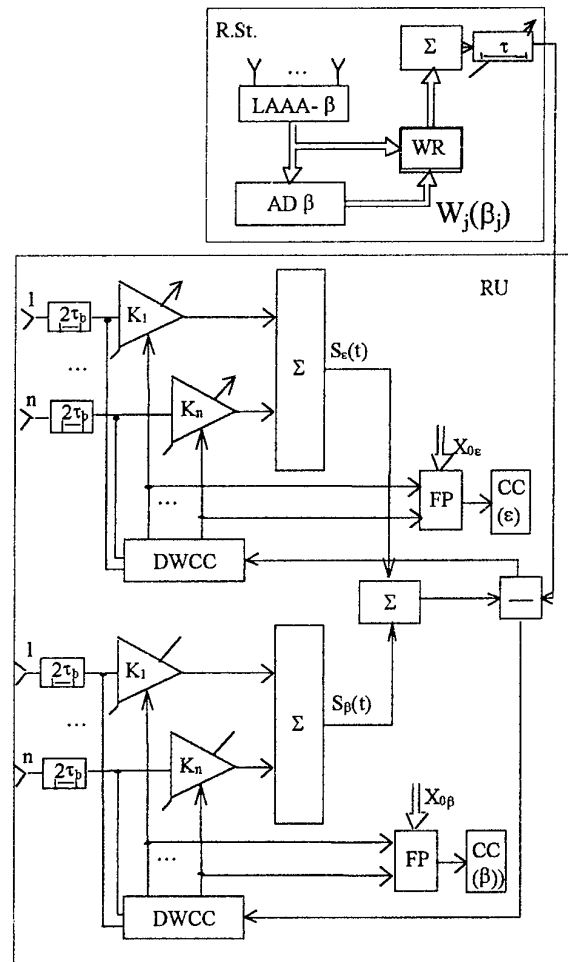 R.St.
Σ
τ
...
LAAA- β
WR
AD β
W_j(β_j)
RU
1
2τ_b
K_1
...
n
2τ_b
K_n
Σ
S_ε(t)
X_0ε
...
FP
CC
(ε)
DWCC
Σ
—
1
2τ_b
K_1
...
n
2τ_b
K_n
Σ
S_β(t)
X_0β
...
FP
CC
(β))
DWCC